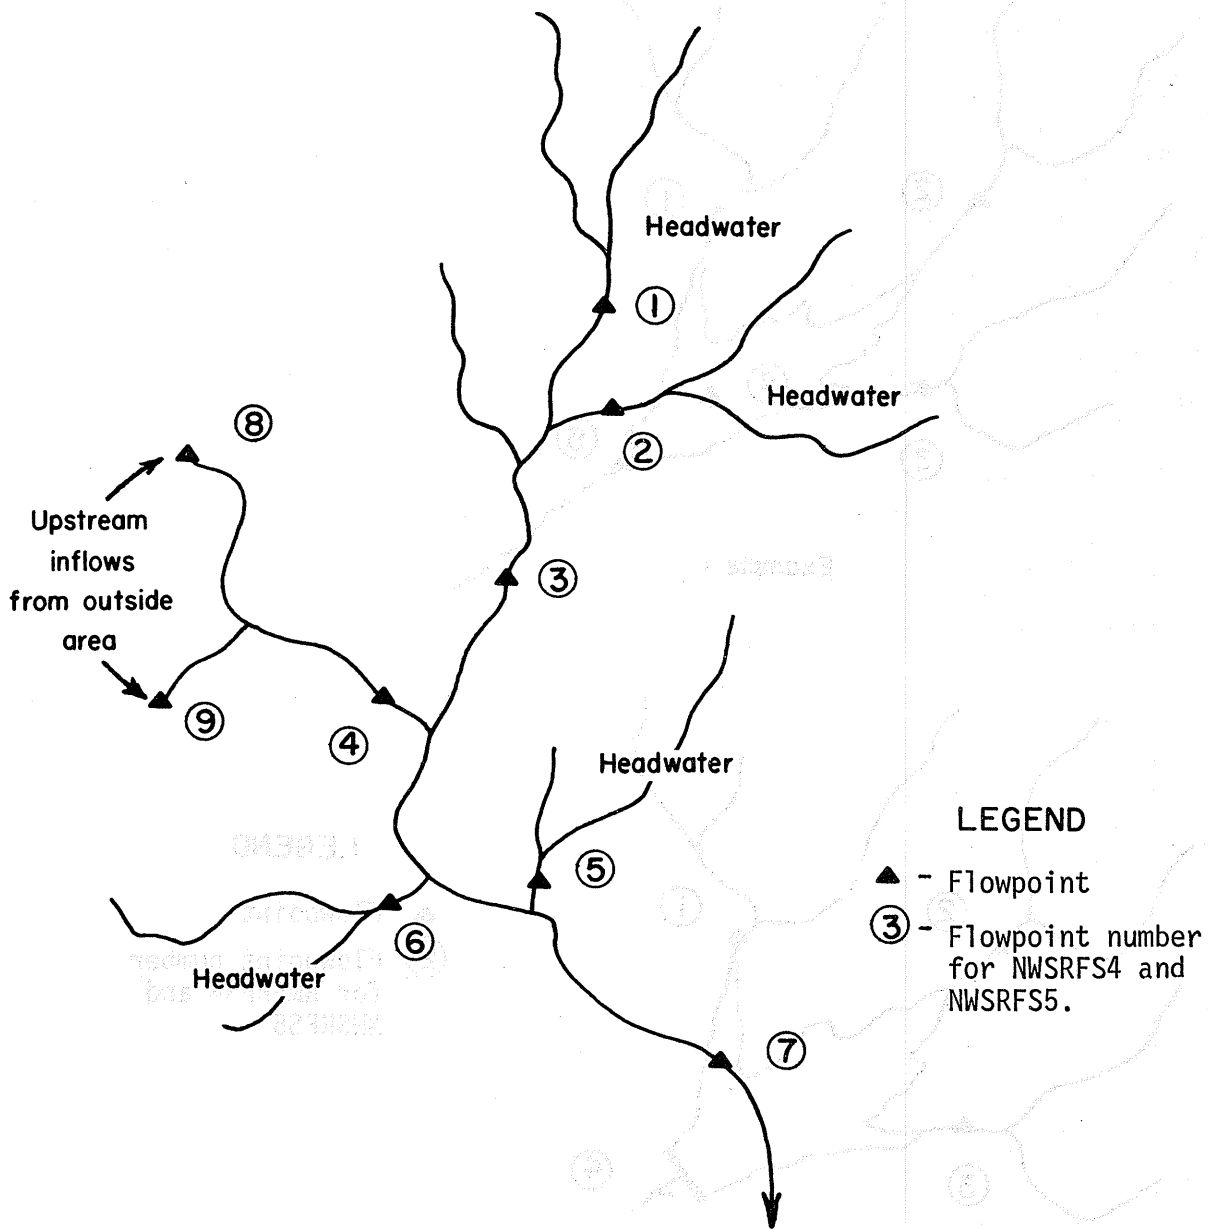 Headwater
①
Headwater
②
⑧
Upstream
inflows
from outside
area
③
⑨
④
Headwater
⑤
⑥
Headwater
⑦
LEGEND
▲ - Flowpoint
③ - Flowpoint number
for NWSRFS4 and
NWSRFS5.